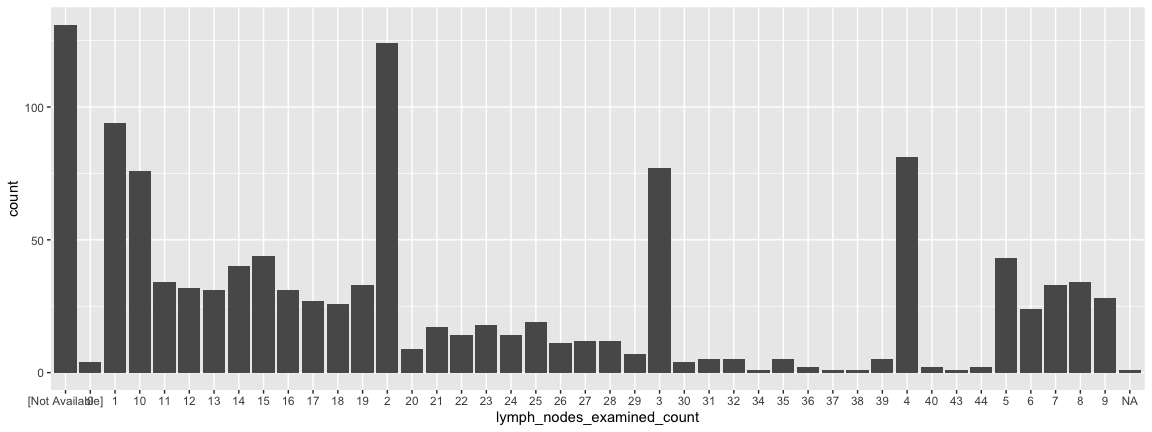 count
100
50
0
[Not Available] 0 1 10 11 12 13 14 15 16 17 18 19 2 20 21 22 23 24 25 26 27 28 29 3 30 31 32 34 35 36 37 38 39 4 40 43 44 5 6 7 8 9 NA
lymph_nodes_examined_count